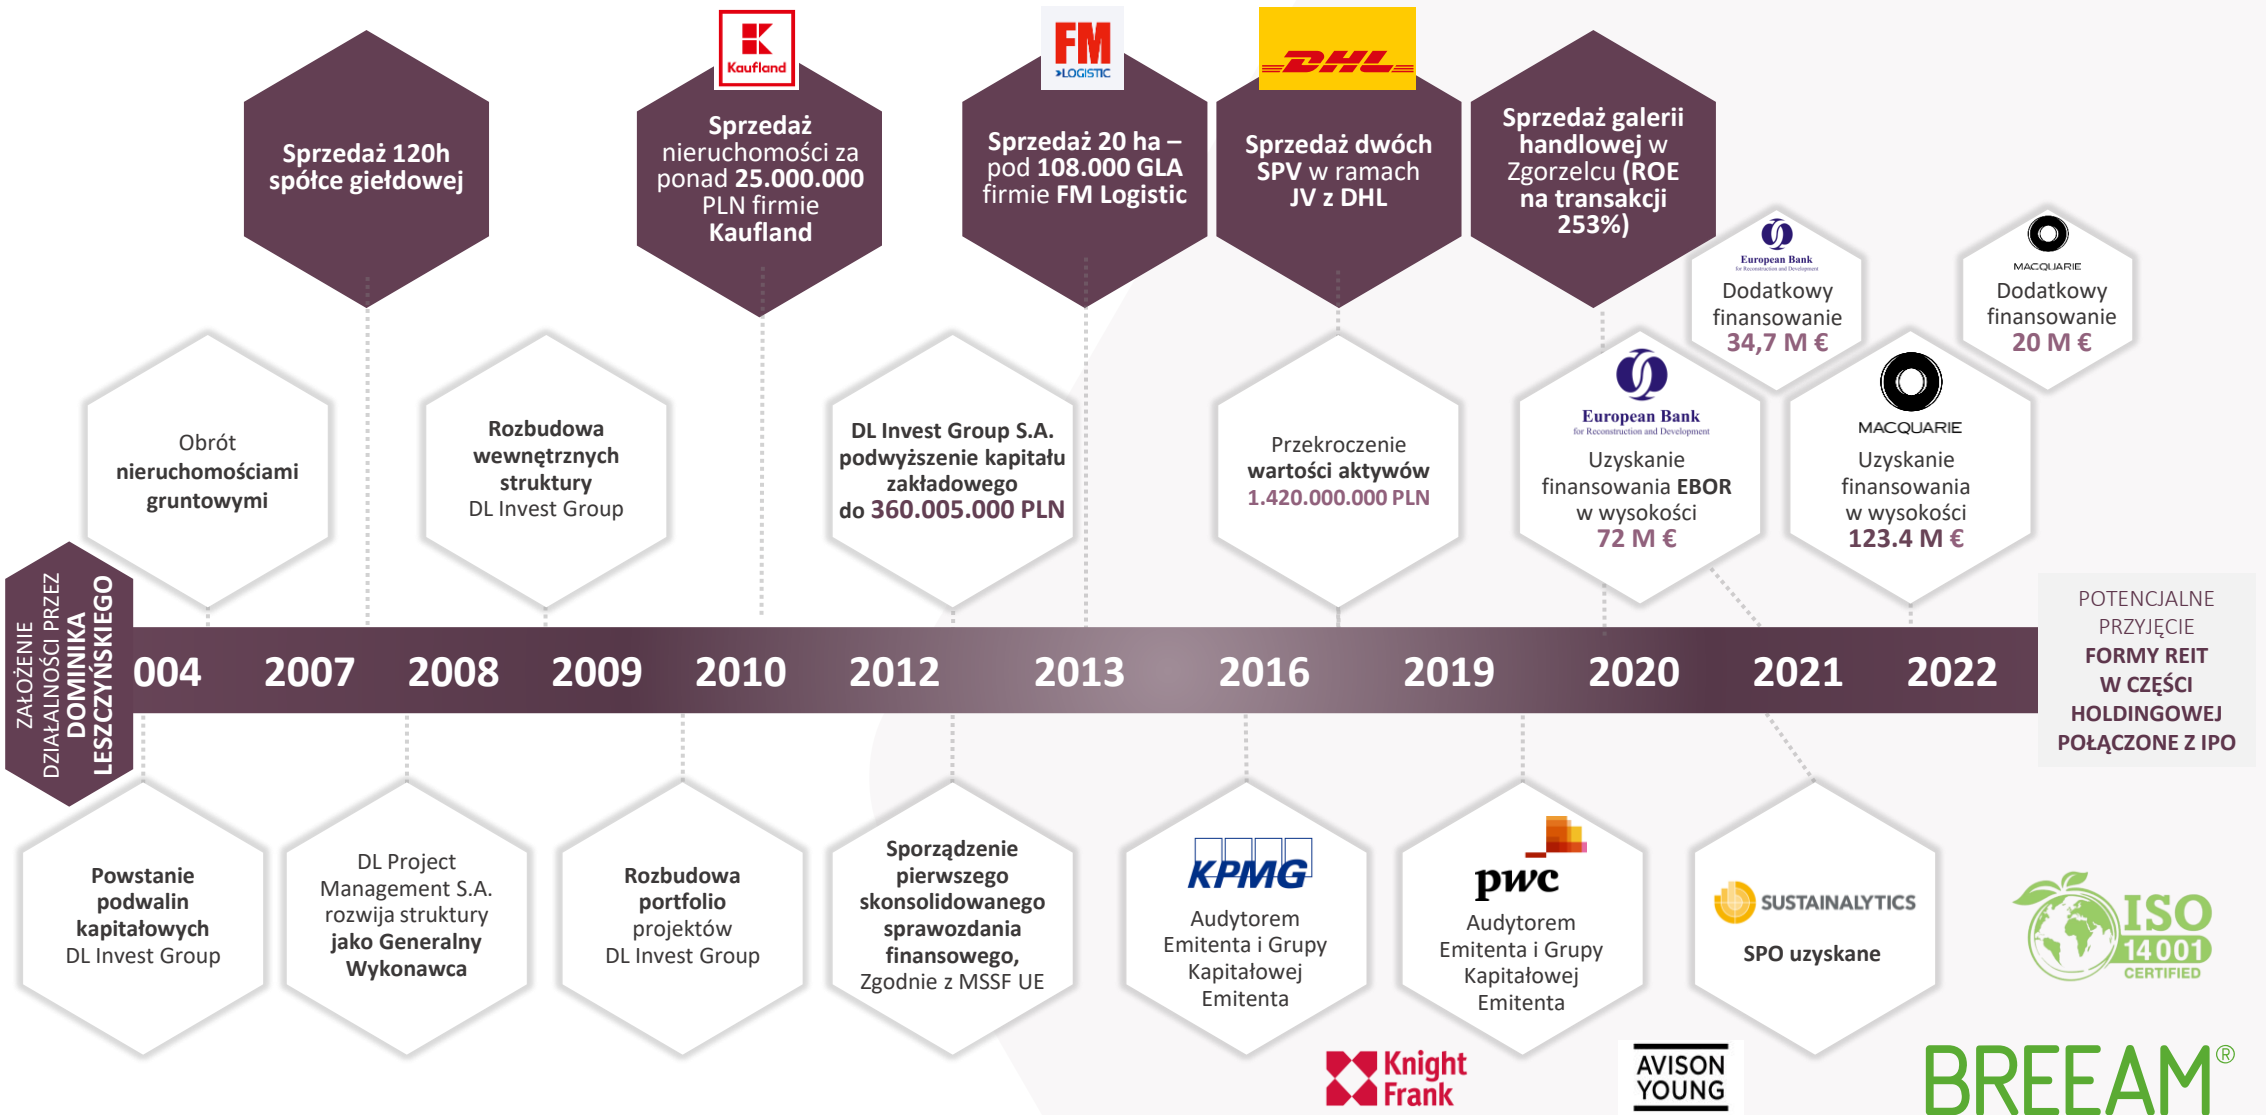 Kaufland
FM
>LOGISTIC
DHL
Sprzedaż 120h
spółce giełdowej
Sprzedaż
nieruchomości za
ponad 25.000.000
PLN firmie
Kaufland
Sprzedaż 20 ha –
pod 108.000 GLA
firmie FM Logistic
Sprzedaż dwóch
SPV w ramach
JV z DHL
Sprzedaż galerii
handlowej w
Zgorzelcu (ROE
na transakcji
253%)
European Bank
for Reconstruction and Development
Dodatkowy
finansowanie
34,7 M €
MACQUARIE
Dodatkowy
finansowanie
20 M €
Obrót
nieruchomościami
gruntowymi
Rozbudowa
wewnętrznych
struktury
DL Invest Group
DL Invest Group S.A.
podwyższenie kapitału
zakładowego
do 360.005.000 PLN
Przekroczenie
wartości aktywów
1.420.000.000 PLN
European Bank
for Reconstruction and Development
Uzyskanie
finansowania EBOR
w wysokości
72 M €
MACQUARIE
Uzyskanie
finansowania
w wysokości
123.4 M €
ZAŁOŻENIE
DZIAŁALNOŚCI PRZEZ
DOMINIKA
LESZCZYŃSKIEGO
004 2007 2008 2009 2010 2012 2013 2016 2019 2020 2021 2022
POTENCJALNE
PRZYJĘCIE
FORMY REIT
W CZĘŚCI
HOLDINGOWEJ
POŁĄCZONE Z IPO
Powstanie
podwalin
kapitałowych
DL Invest Group
DL Project
Management S.A.
rozwija struktury
jako Generalny
Wykonawca
Rozbudowa
portfolio
projektów
DL Invest Group
Sporządzenie
pierwszego
skonsolidowanego
sprawozdania
finansowego,
Zgodnie z MSSF UE
KPMG
Audytorem
Emitenta i Grupy
Kapitałowej
Emitenta
pwc
Audytorem
Emitenta i Grupy
Kapitałowej
Emitenta
SUSTAINALYTICS
SPO uzyskane
ISO
14001
CERTIFIED
Knight
Frank
AVISON
YOUNG
BREEAM®